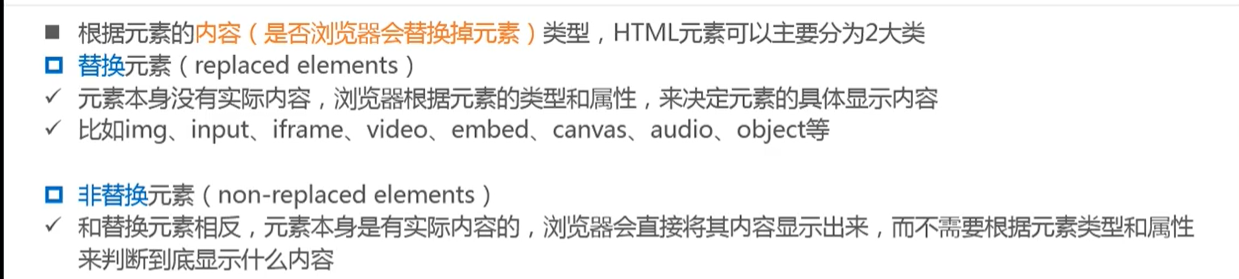 ■ 根据元素的内容（是否浏览器会替换掉元素）类型，HTML元素可以主要分为2大类
替换元素（replaced elements）
✓ 元素本身没有实际内容，浏览器根据元素的类型和属性，来决定元素的具体显示内容
✓ 比如img、input、iframe、video、embed、canvas、audio、object等
非替换元素（non-replaced elements）
✓ 和替换元素相反，元素本身是有实际内容的，浏览器会直接将其内容显示出来，而不需要根据元素类型和属性
来判断到底显示什么内容